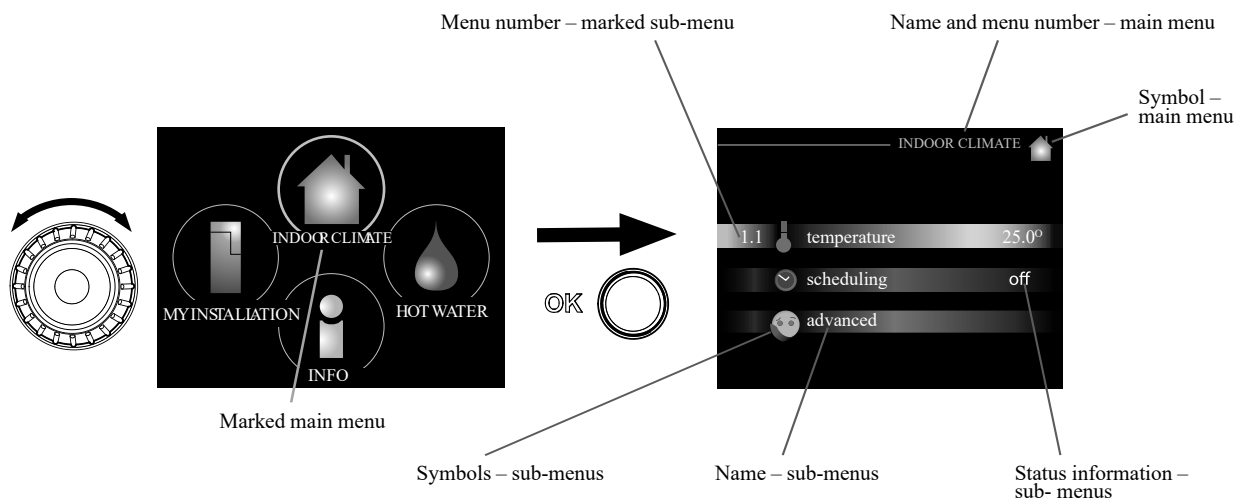 Menu number – marked sub-menu
Name and menu number – main menu
Symbol –
main menu
INDOOR CLIMATE
INDOOR CLIMATE
MY INSTALLATION
HOT WATER
INFO
OK
1.1 temperature 25.0°
scheduling off
advanced
Marked main menu
Symbols – sub-menus
Name – sub-menus
Status information –
sub- menus